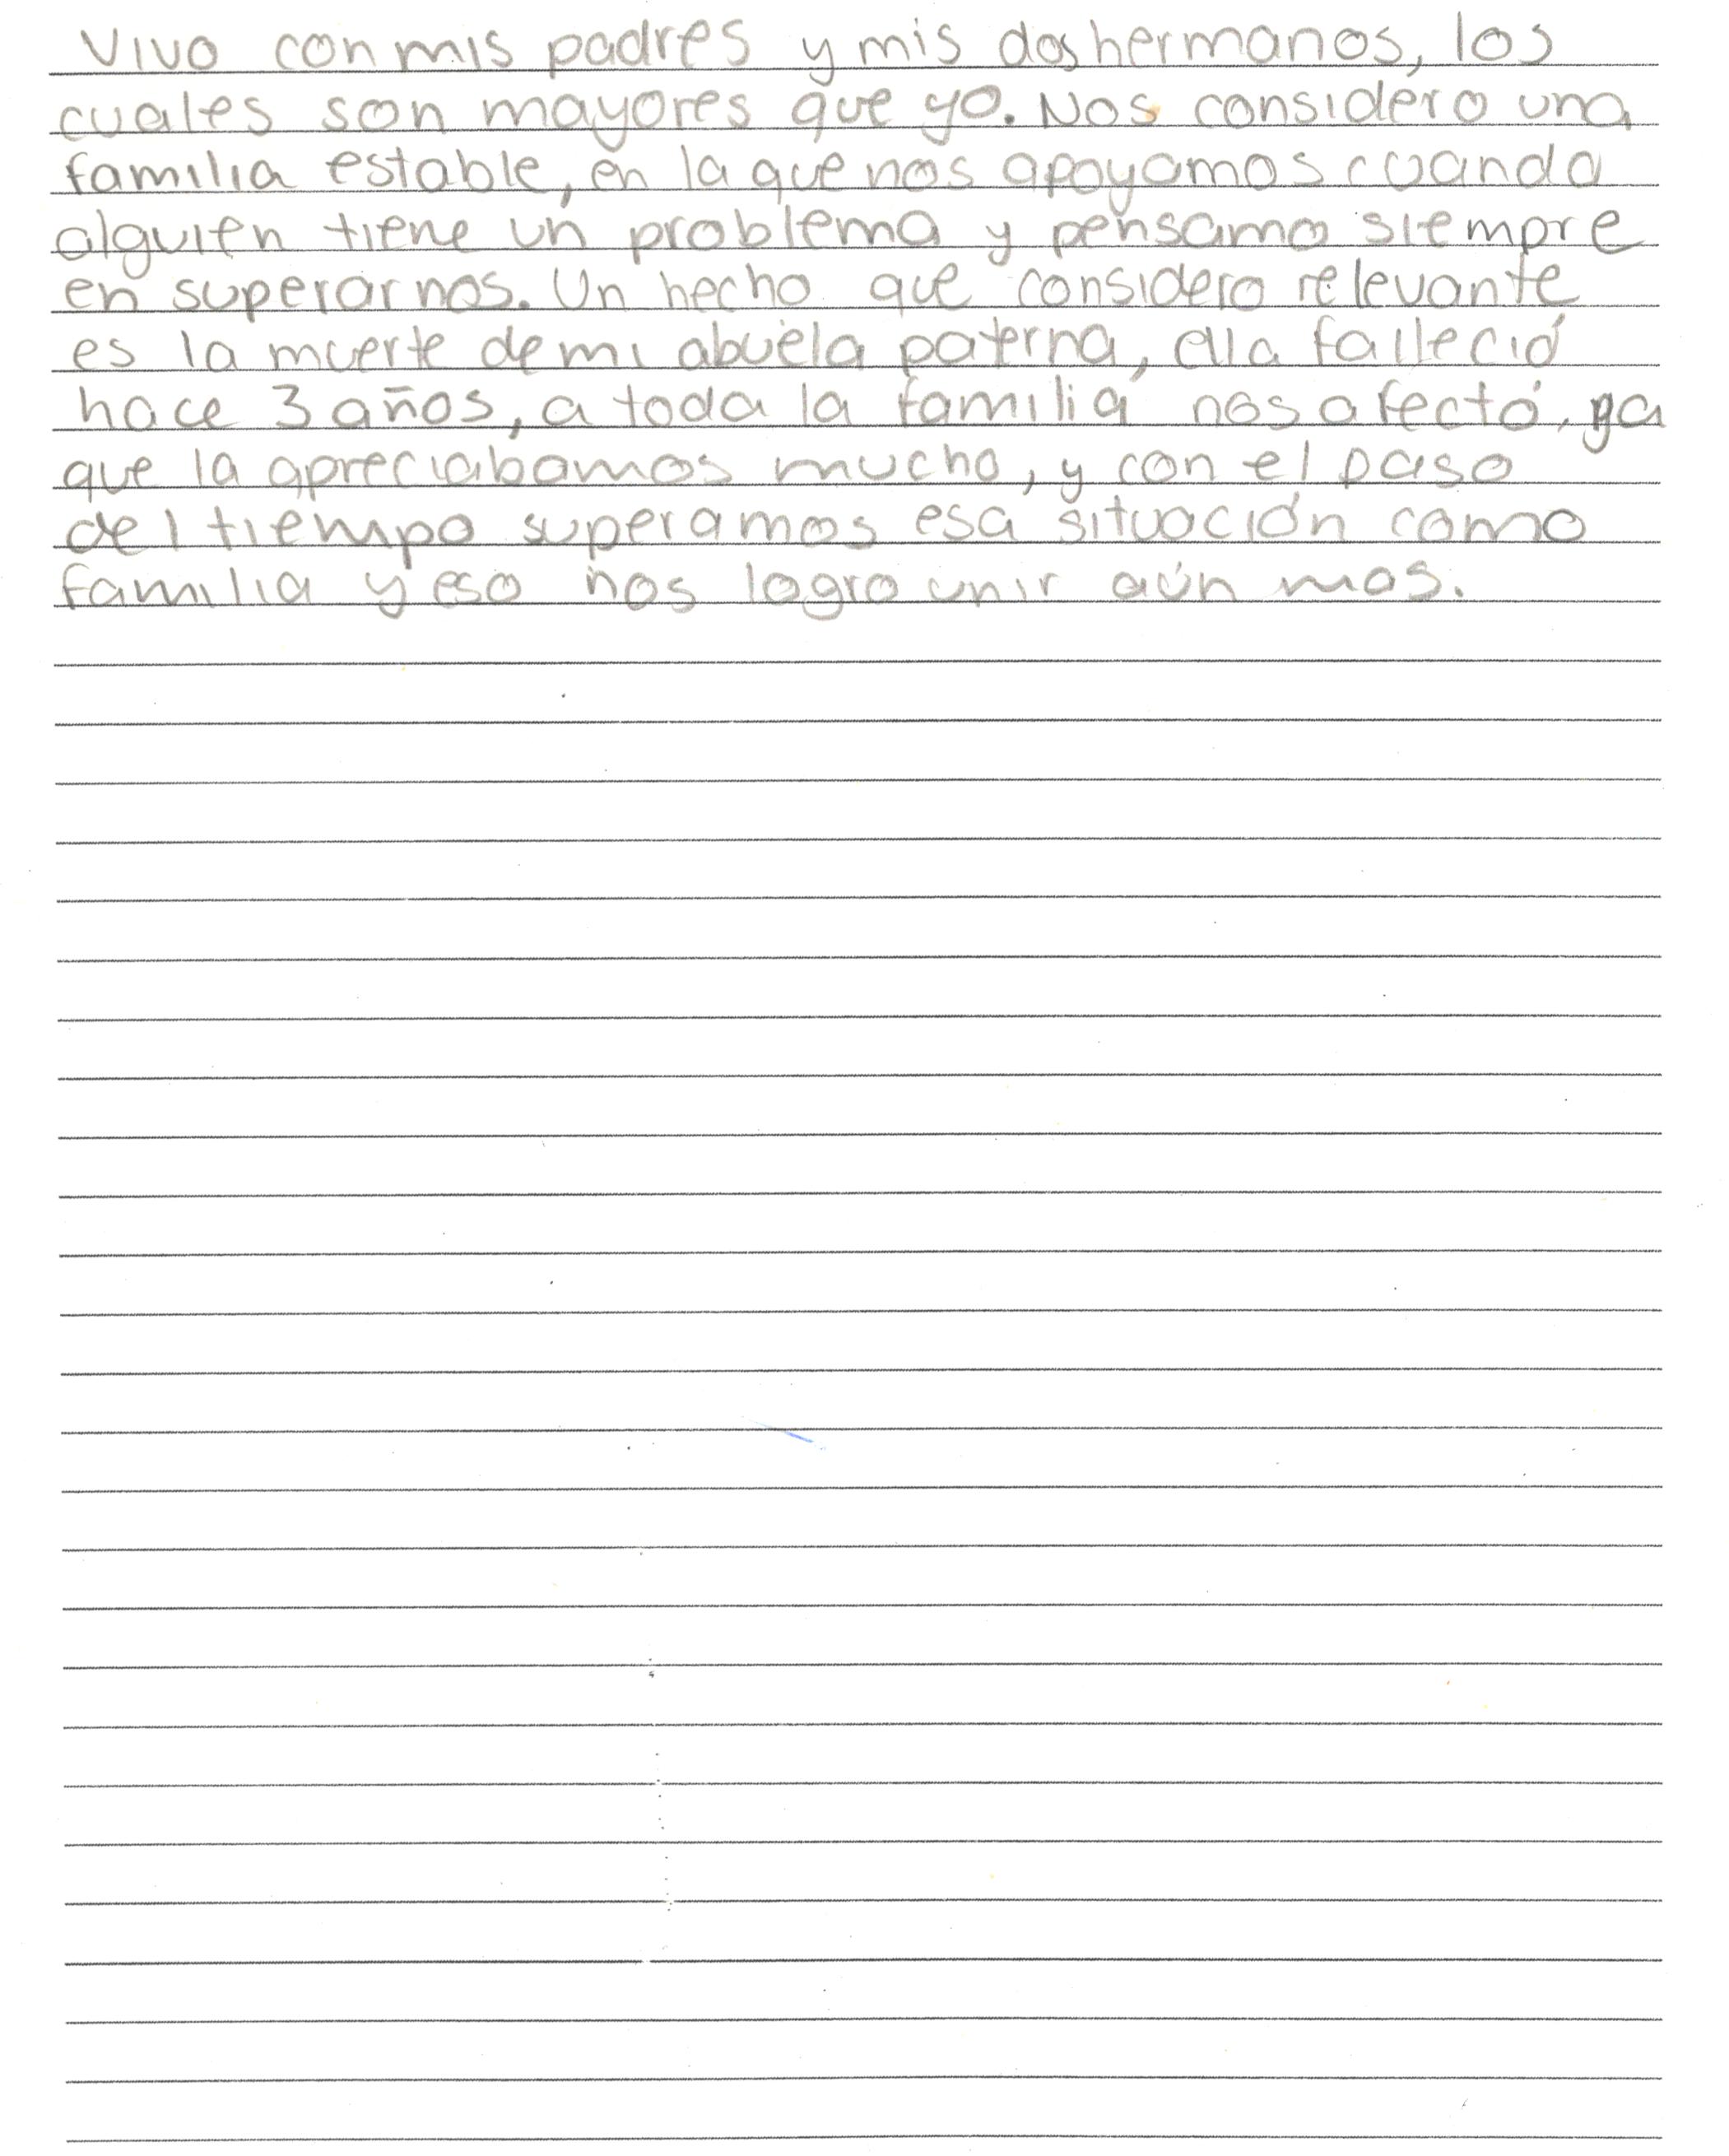 Vivo con mis padres y mis dos hermanos, los
cuales son mayores que yo. Nos considero una
familia estable, en la que nos apoyamos cuando
alguien tiene un problema y pensamo siempre
en superarnos. Un hecho que considero relevante
es la muerte de mi abuela paterna, ella falleció
hace 3 años, a toda la familia nos afectó, ya
que la apreciabamos mucho, y con el paso
del tiempo superamos esa situación como
familia y eso nos logro unir aún mas.